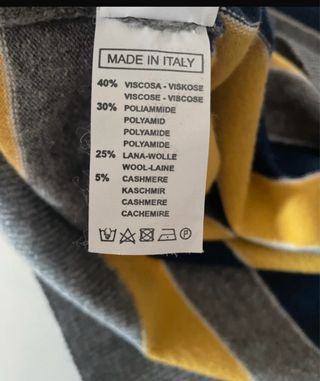 MADE IN ITALY
40% VISCOSA - VISKOSE
VISCOSE - VISCOSE
30% POLIAMMIDE
POLYAMID
POLYAMIDE
POLYAMIDE
25% LANA-WOLLE
WOOL-LAINE
5% CASHMERE
KASCHMIR
CASHMERE
CACHEMIRE
P